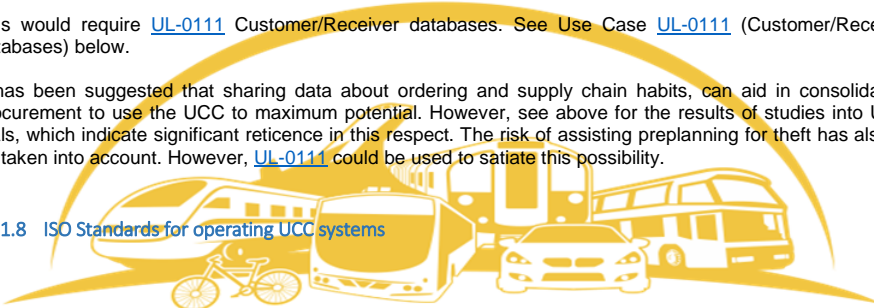 s would require UL-0111 Customer/Receiver databases. See Use Case UL-0111 (Customer/Rece
tabases) below.
has been suggested that sharing data about ordering and supply chain habits, can aid in consolida
ocurement to use the UCC to maximum potential. However, see above for the results of studies into U
als, which indicate significant reticence in this respect. The risk of assisting preplanning for theft has als
taken into account. However, UL-0111 could be used to satiate this possibility.
1.8 ISO Standards for operating UCC systems